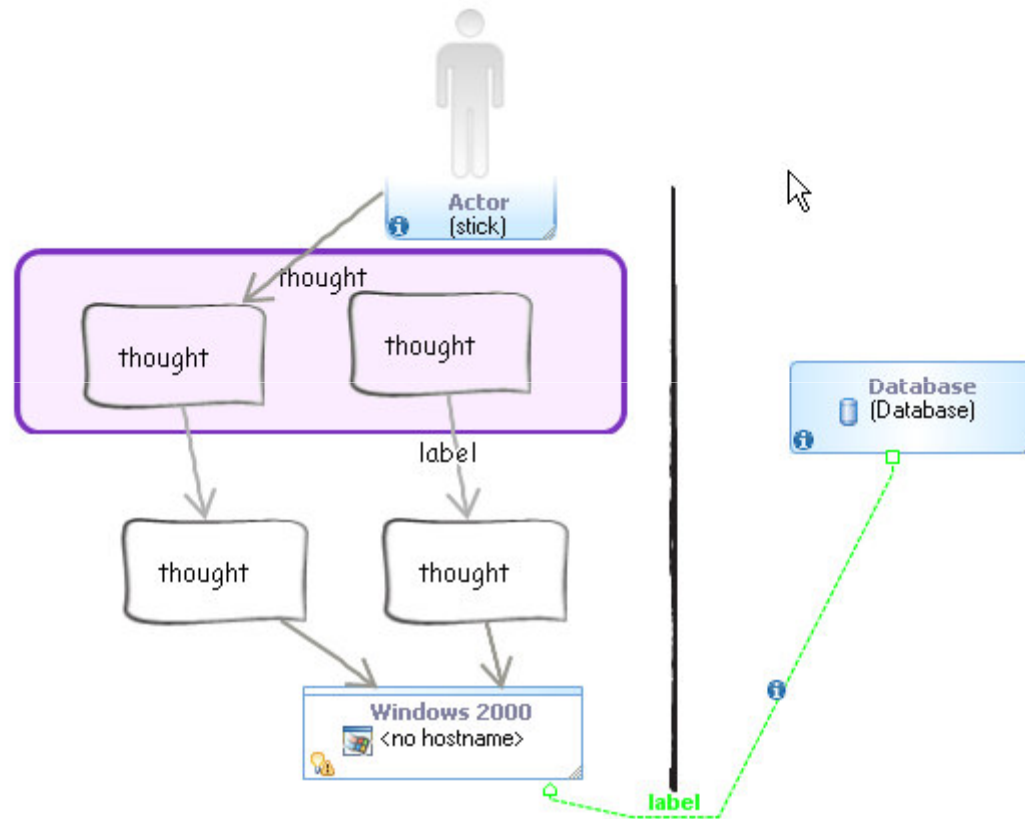 Actor
(stick)
thought
thought
thought
Database
(Database)
label
thought
thought
Windows 2000
<no hostname>
label